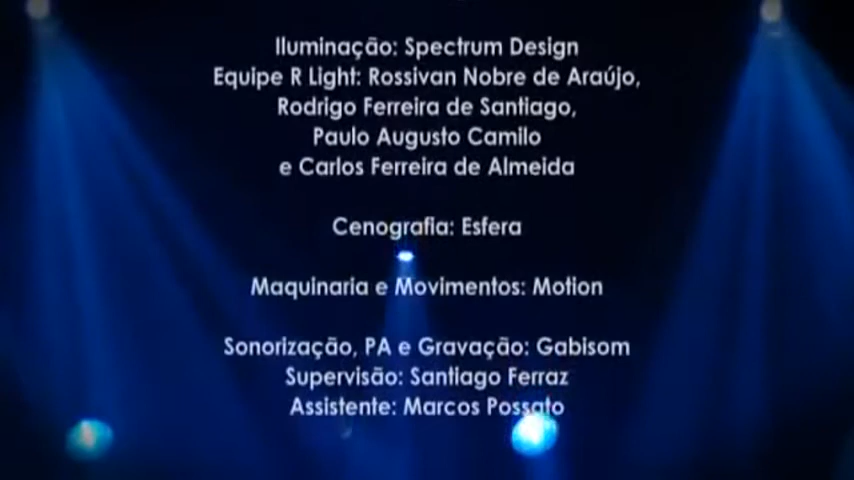 Iluminação: Spectrum Design
Equipe R Light: Rossivan Nobre de Araújo,
Rodrigo Ferreira de Santiago,
Paulo Augusto Camilo
e Carlos Ferreira de Almeida
Cenografia: Esfera
Maquinaria e Movimentos: Motion
Sonorização, PA e Gravação: Gabisom
Supervisão: Santiago Ferraz
Assistente: Marcos Possato